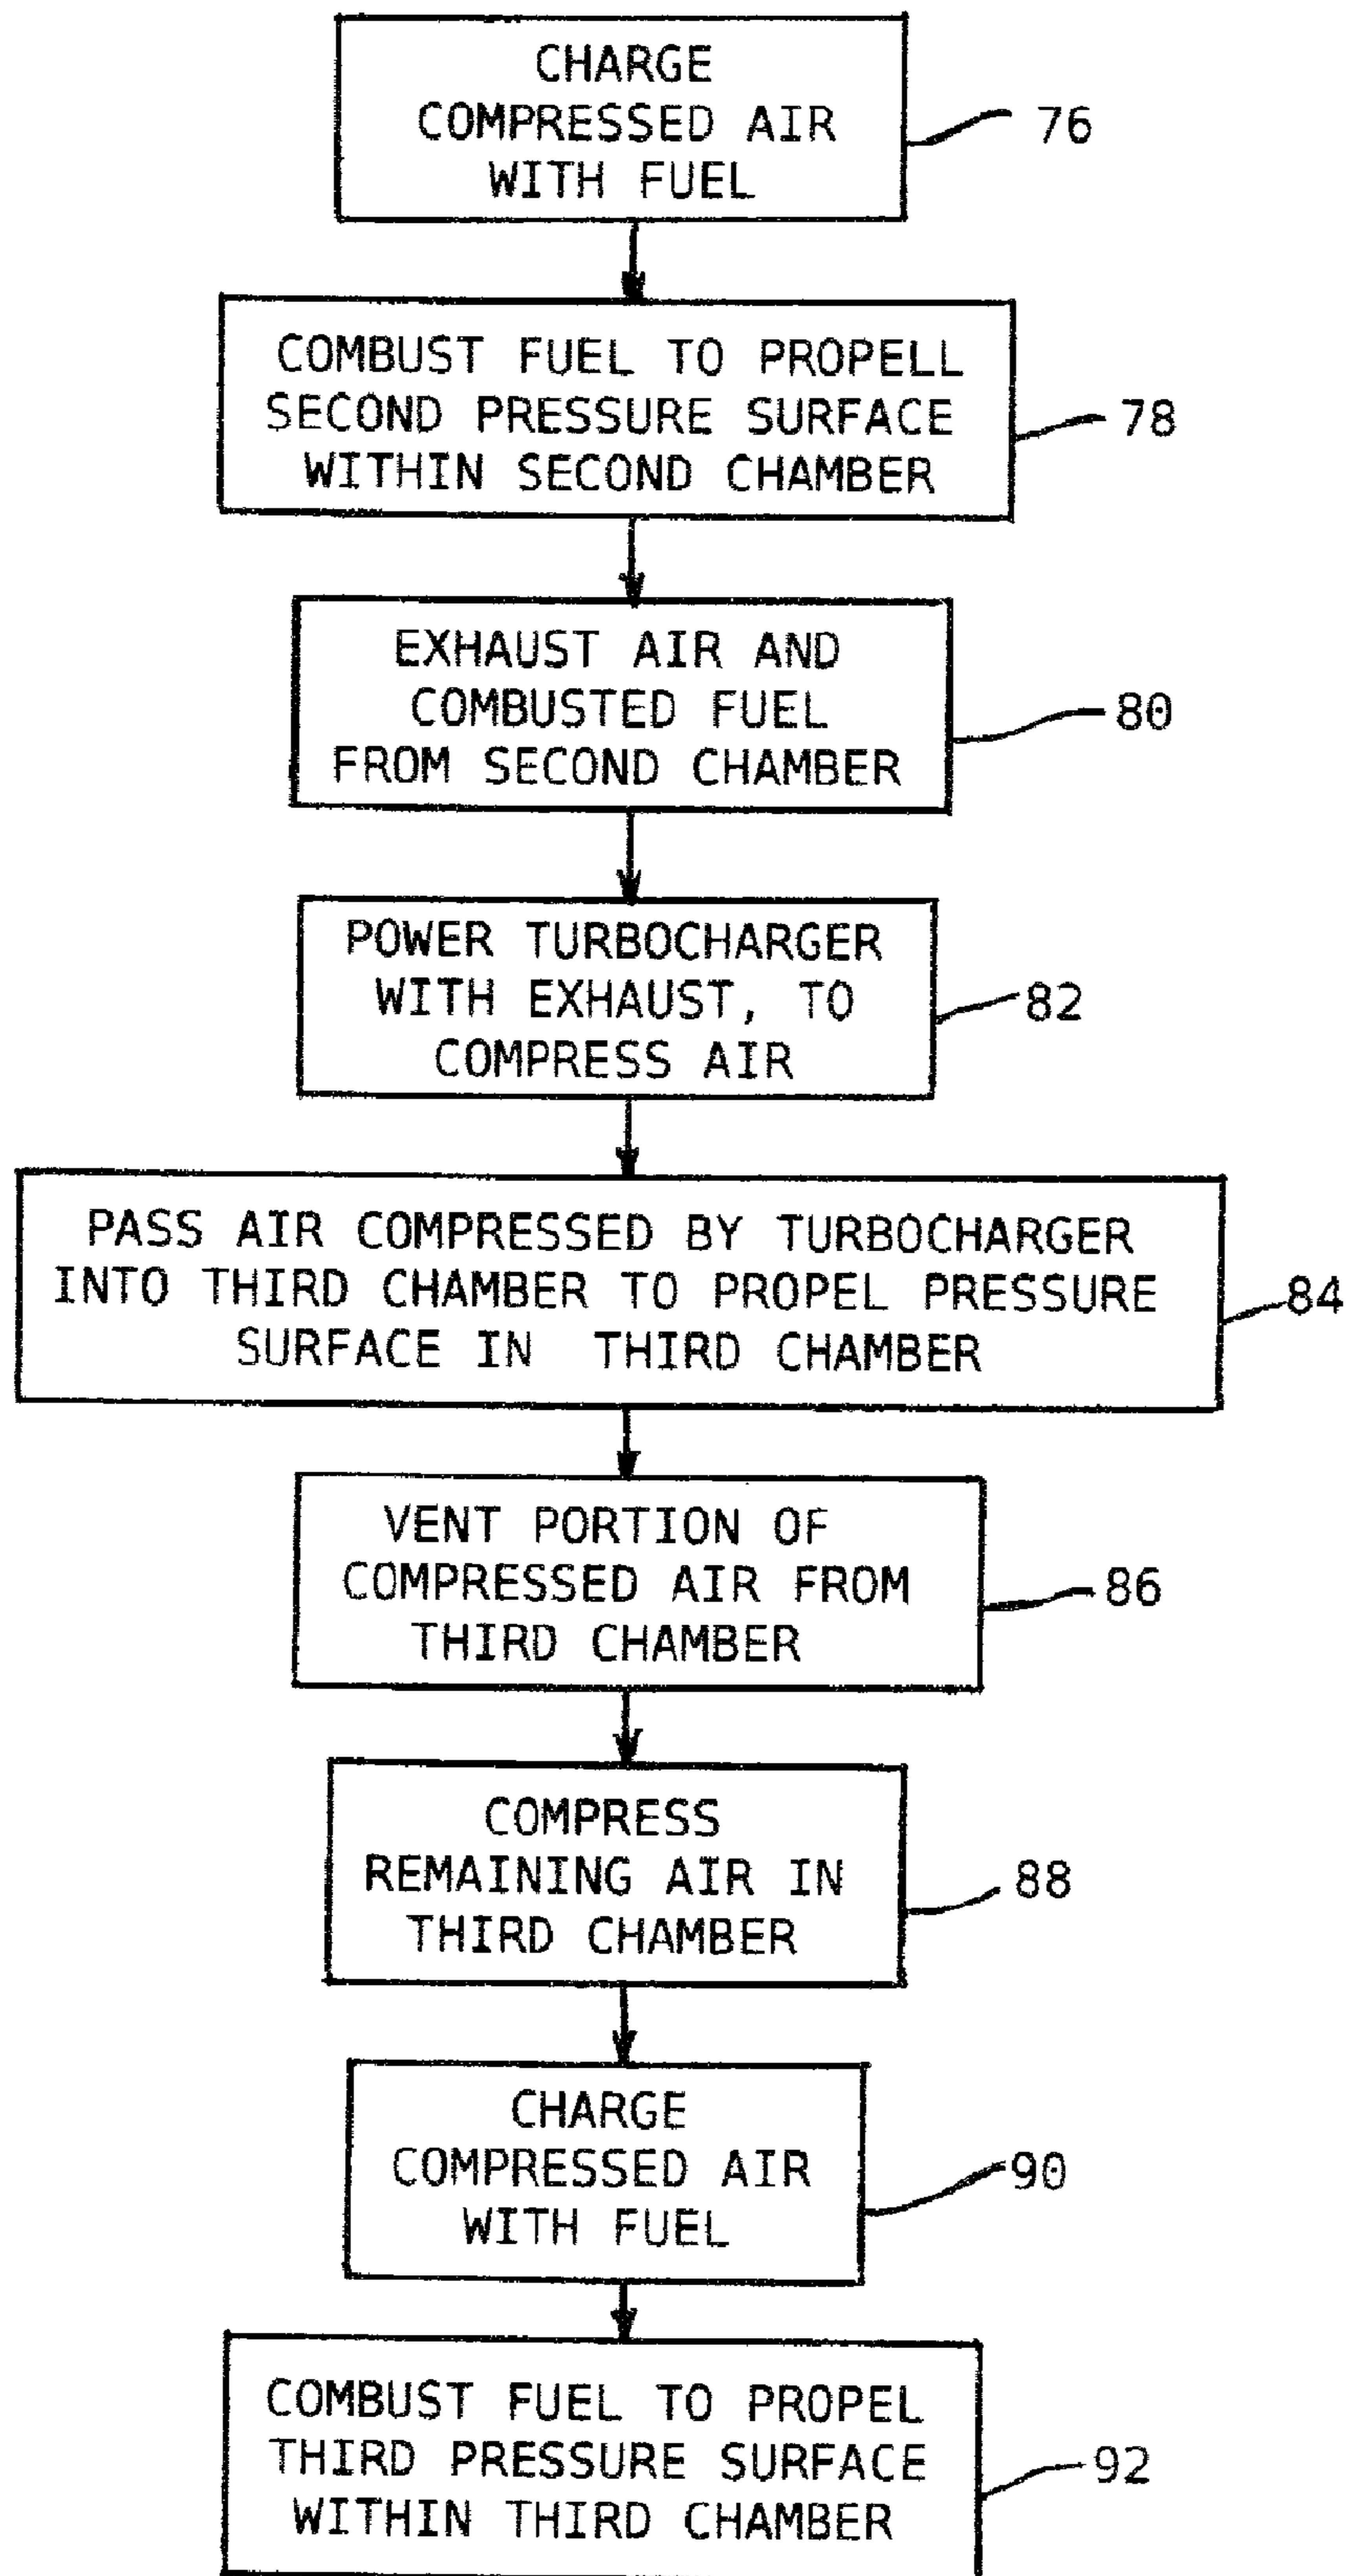 CHARGE
COMPRESSED AIR
WITH FUEL
76
COMBUST FUEL TO PROPELL
SECOND PRESSURE SURFACE
WITHIN SECOND CHAMBER
78
EXHAUST AIR AND
COMBUSTED FUEL
FROM SECOND CHAMBER
80
POWER TURBOCHARGER
WITH EXHAUST, TO
COMPRESS AIR
82
PASS AIR COMPRESSED BY TURBOCHARGER
INTO THIRD CHAMBER TO PROPEL PRESSURE
SURFACE IN THIRD CHAMBER
84
VENT PORTION OF
COMPRESSED AIR FROM
THIRD CHAMBER
86
COMPRESS
REMAINING AIR IN
THIRD CHAMBER
88
CHARGE
COMPRESSED AIR
WITH FUEL
90
COMBUST FUEL TO PROPEL
THIRD PRESSURE SURFACE
WITHIN THIRD CHAMBER
92